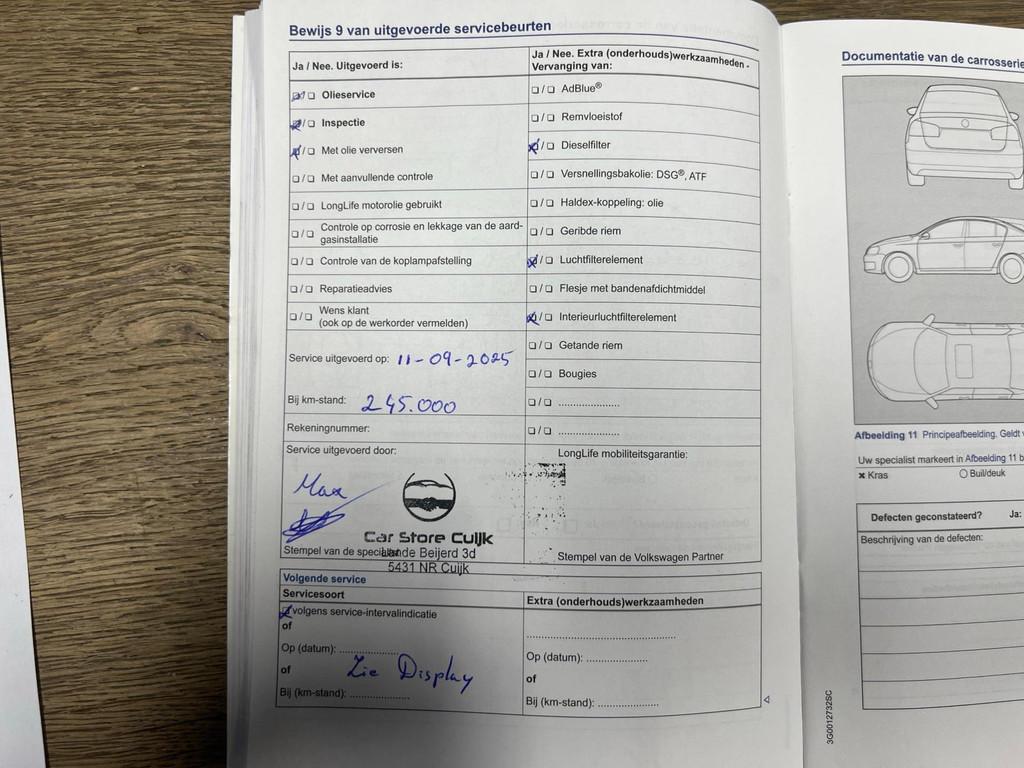 Bewijs 9 van uitgevoerde servicebeurten
Ja / Nee. Uitgevoerd is:
☒/☐ Olieservice
☒/☐ Inspectie
☒/☐ Met olie verversen
☐/☐ Met aanvullende controle
☐/☐ LongLife motorolie gebruikt
☐/☐ Controle op corrosie en lekkage van de aard-
gasinstallatie
☐/☐ Controle van de koplampafstelling
☐/☐ Reparatieadvies
☐/☐ Wens klant
(ook op de werkorder vermelden)
Service uitgevoerd op: 11-09-2025
Bij km-stand: 245.000
Rekeningnummer:
Service uitgevoerd door:
Max
Car Store Cuijk
Lande Beijerd 3d
5431 NR Cuijk
Stempel van de specialist
Ja / Nee. Extra (onderhouds)werkzaamheden -
Vervanging van:
☐/☐ AdBlue®
☐/☐ Remvloeistof
☒/☐ Dieselfilter
☐/☐ Versnellingsbakolie: DSG®, ATF
☐/☐ Haldex-koppeling: olie
☐/☐ Geribde riem
☒/☐ Luchtfilterelement
☐/☐ Flesje met bandenafdichtmiddel
☒/☐ Interieurluchtfilterelement
☐/☐ Getande riem
☐/☐ Bougies
☐/☐ ....................
☐/☐ ....................
LongLife mobiliteitsgarantie:
Stempel van de Volkswagen Partner
Volgende service
Servicesoort
☒ volgens service-intervalindicatie
of
Op (datum): ...................
of
Zie Display
Bij (km-stand): ...................
Extra (onderhouds)werkzaamheden
................................................
Op (datum): ...................
of
Bij (km-stand): ...................
Documentatie van de carrosserie
Afbeelding 11 Principeafbeelding. Geldt
Uw specialist markeert in Afbeelding 11 b
× Kras
○ Buil/deuk
Defecten geconstateerd? Ja:
Beschrijving van de defecten:
3G0012732SC